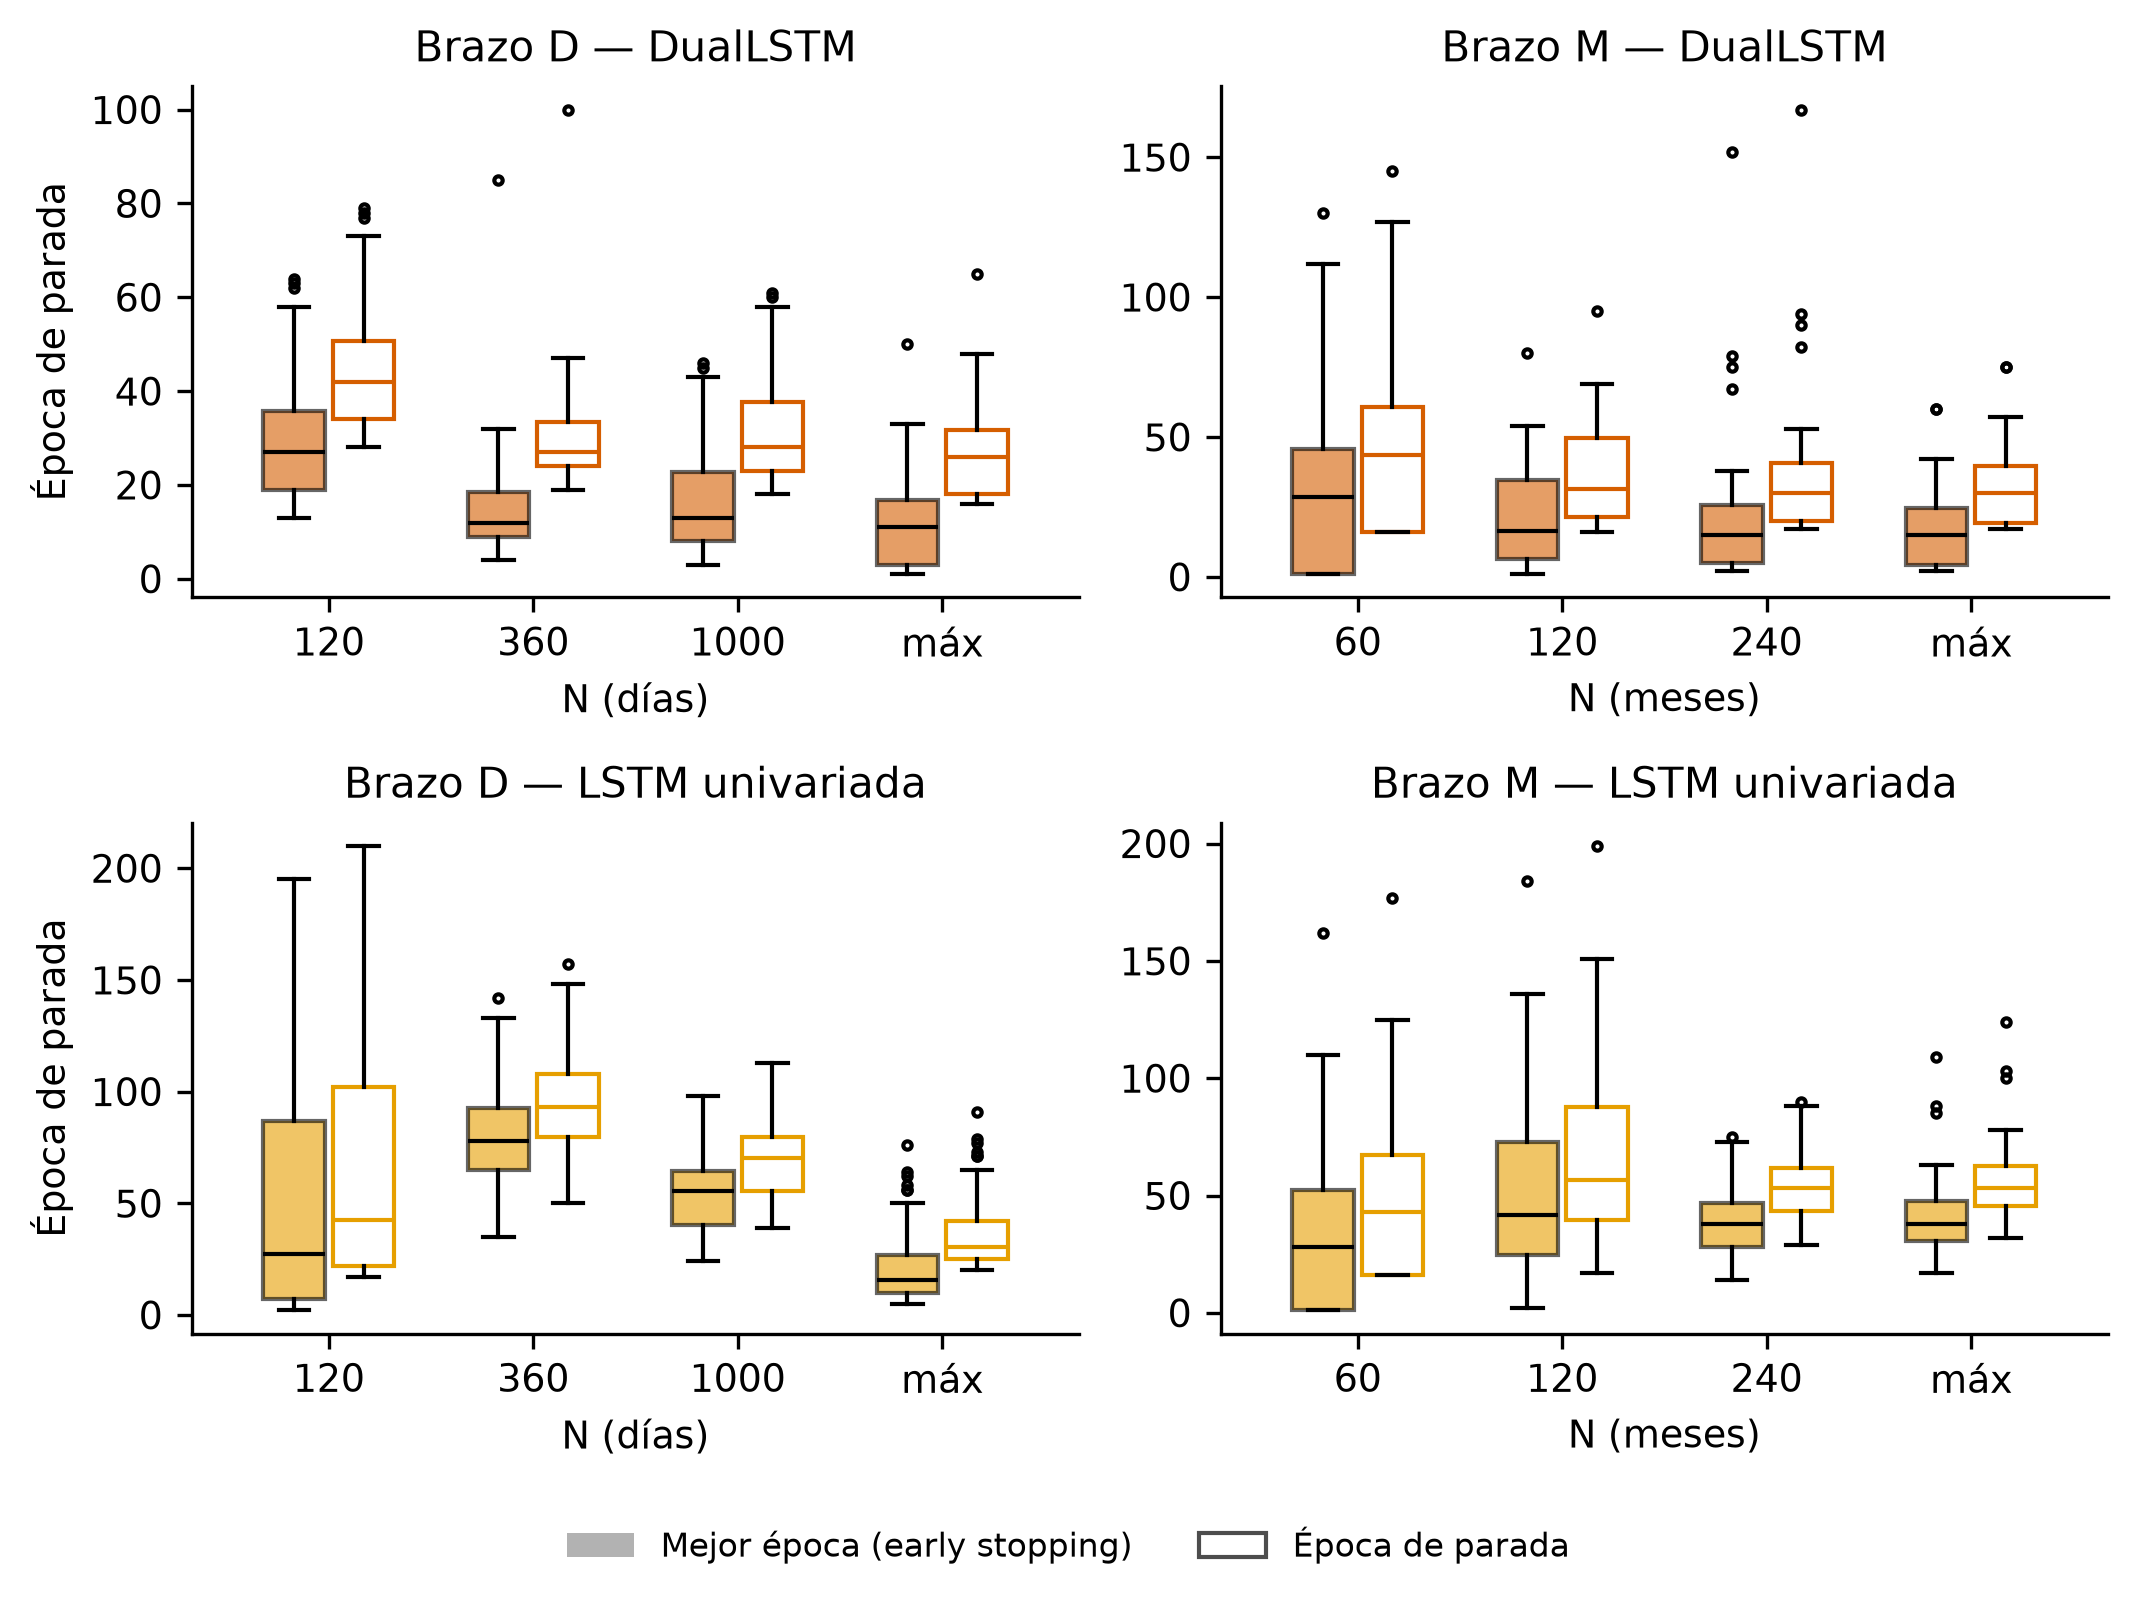 Brazo D — DualLSTM
Época de parada
100
80
60
40
20
0
120 360 1000 máx
N (días)
Brazo M — DualLSTM
150
100
50
0
60 120 240 máx
N (meses)
Brazo D — LSTM univariada
Época de parada
200
150
100
50
0
120 360 1000 máx
N (días)
Brazo M — LSTM univariada
200
150
100
50
0
60 120 240 máx
N (meses)
Mejor época (early stopping) Época de parada